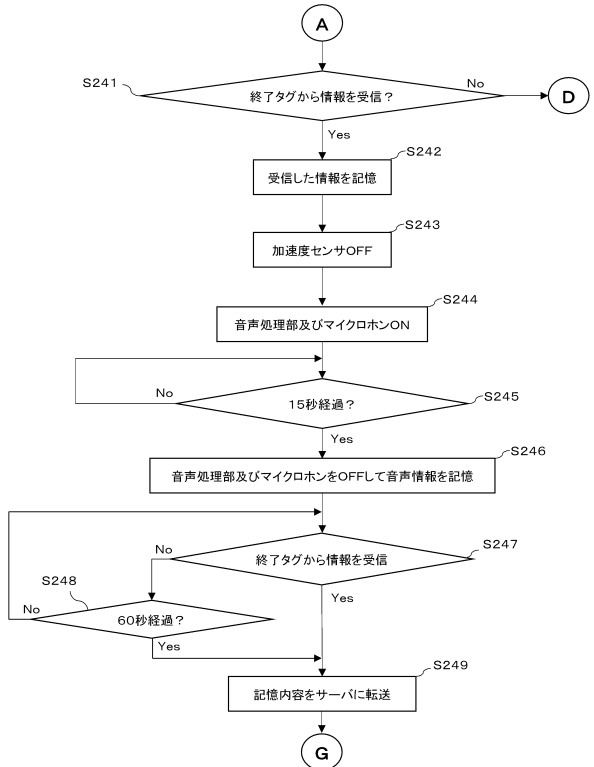 A
S241
終了タグから情報を受信？
No
D
Yes
S242
受信した情報を記憶
S243
加速度センサOFF
S244
音声処理部及びマイクロホンON
No
15秒経過？
S245
Yes
S246
音声処理部及びマイクロホンをOFFして音声情報を記憶
No
終了タグから情報を受信
S247
S248
Yes
No
60秒経過？
Yes
S249
記憶内容をサーバに転送
G